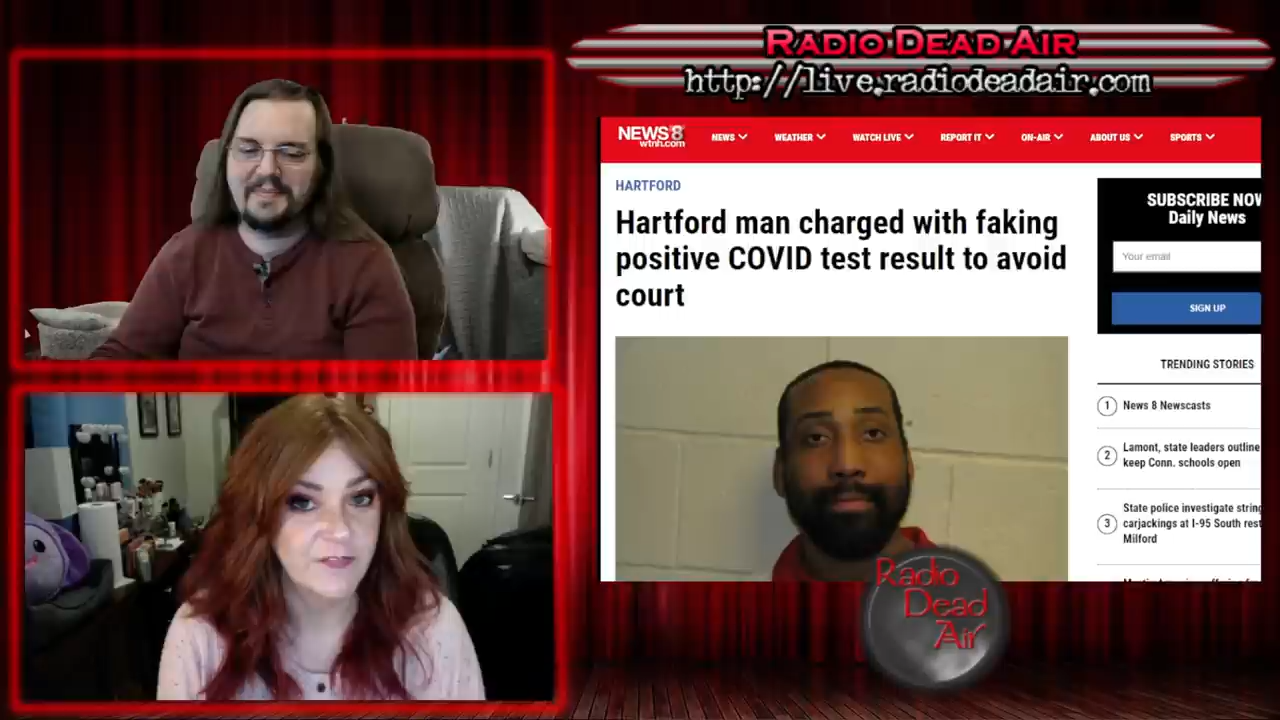 RADIO DEAD AIR
http://live.radiodeadair.com
NEWS 8
wtnh.com
NEWS
WEATHER
WATCH LIVE
REPORT IT
ON-AIR
ABOUT US
SPORTS
HARTFORD
Hartford man charged with faking
positive COVID test result to avoid
court
SUBSCRIBE NOW
Daily News
Your email
SIGN UP
TRENDING STORIES
1 News 8 Newscasts
2 Lamont, state leaders outline
keep Conn. schools open
3 State police investigate string
carjackings at I-95 South rest
Milford
Radio
Dead
Air